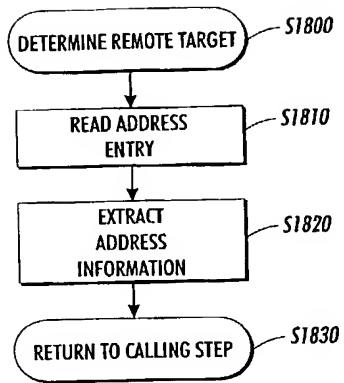 DETERMINE REMOTE TARGET S1800
READ ADDRESS S1810
ENTRY
EXTRACT
ADDRESS S1820
INFORMATION
RETURN TO CALLING STEP S1830